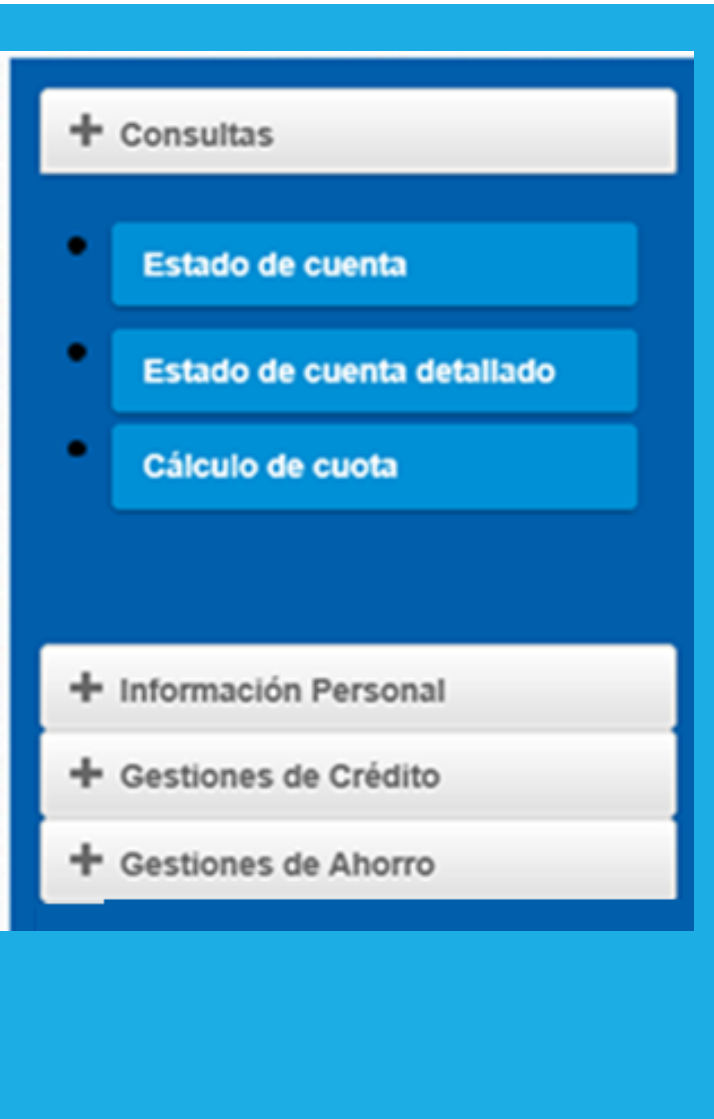 Consultas
Estado de cuenta
Estado de cuenta detallado
Cálculo de cuota
Información Personal
Gestiones de Crédito
Gestiones de Ahorro